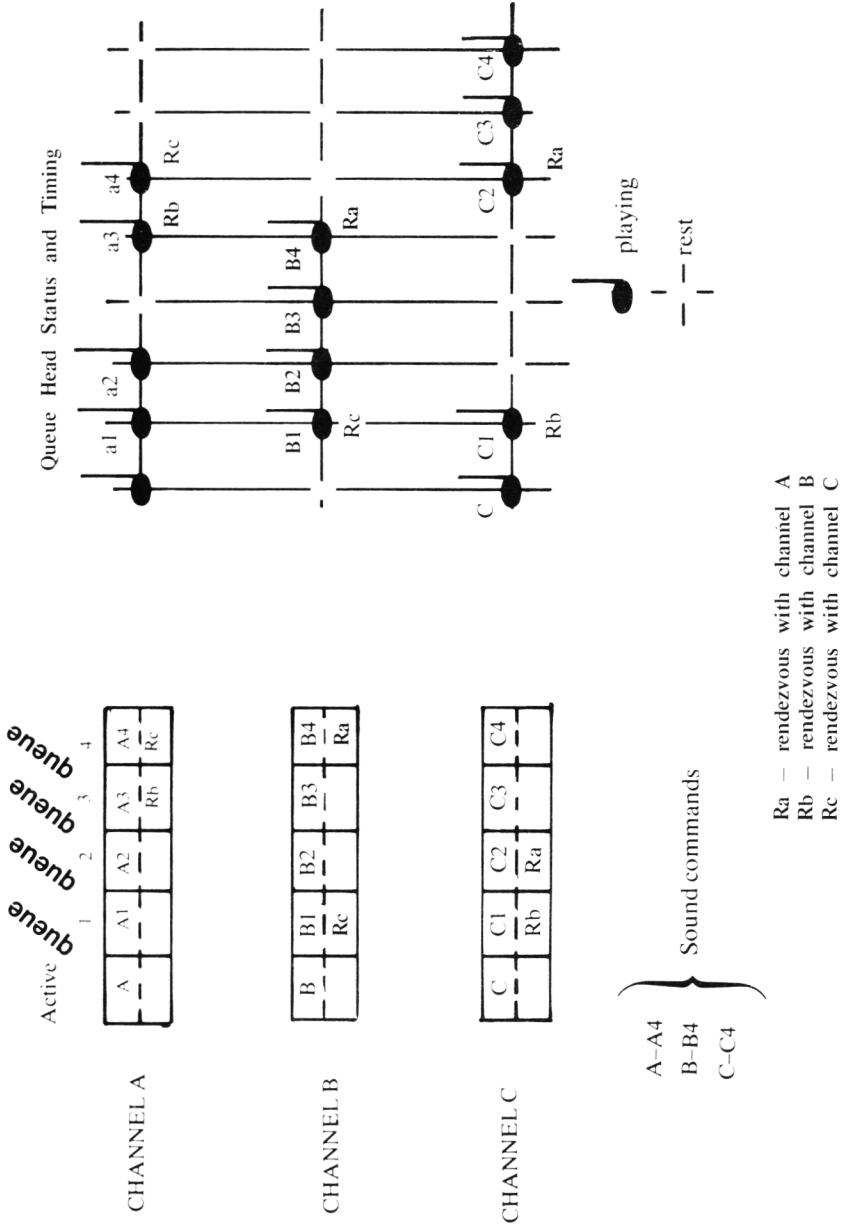 queue queue queue queue
Active 1 2 3 4
CHANNEL A
A A1 A2 A3 A4
Rb Rc
CHANNEL B
B B1 B2 B3 B4
Rc Ra
CHANNEL C
C C1 C2 C3 C4
Rb Ra
A–A4
B–B4
C–C4
Sound commands
Queue Head Status and Timing
a1 a2 a3 a4
Rb Rc
B1 B2 B3 B4
Rc Ra
C C1 C2 C3 C4
Rb Ra
playing
rest
Ra – rendezvous with channel A
Rb – rendezvous with channel B
Rc – rendezvous with channel C